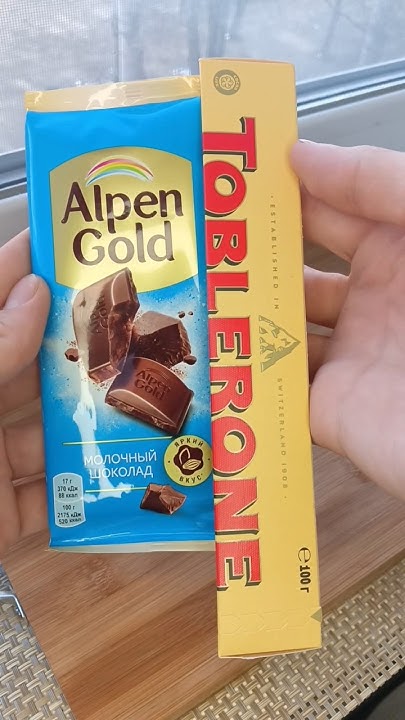 Alpen
Gold
Alpen
Gold
МОЛОЧНЫЙ
ШОКОЛАД
ЯРКИЙ
ВКУС
17 г
370 кДж
88 ккал
100 г
2175 кДж
520 ккал
TOBLERONE
ESTABLISHED IN
SWITZERLAND 1908
℮ 100 г